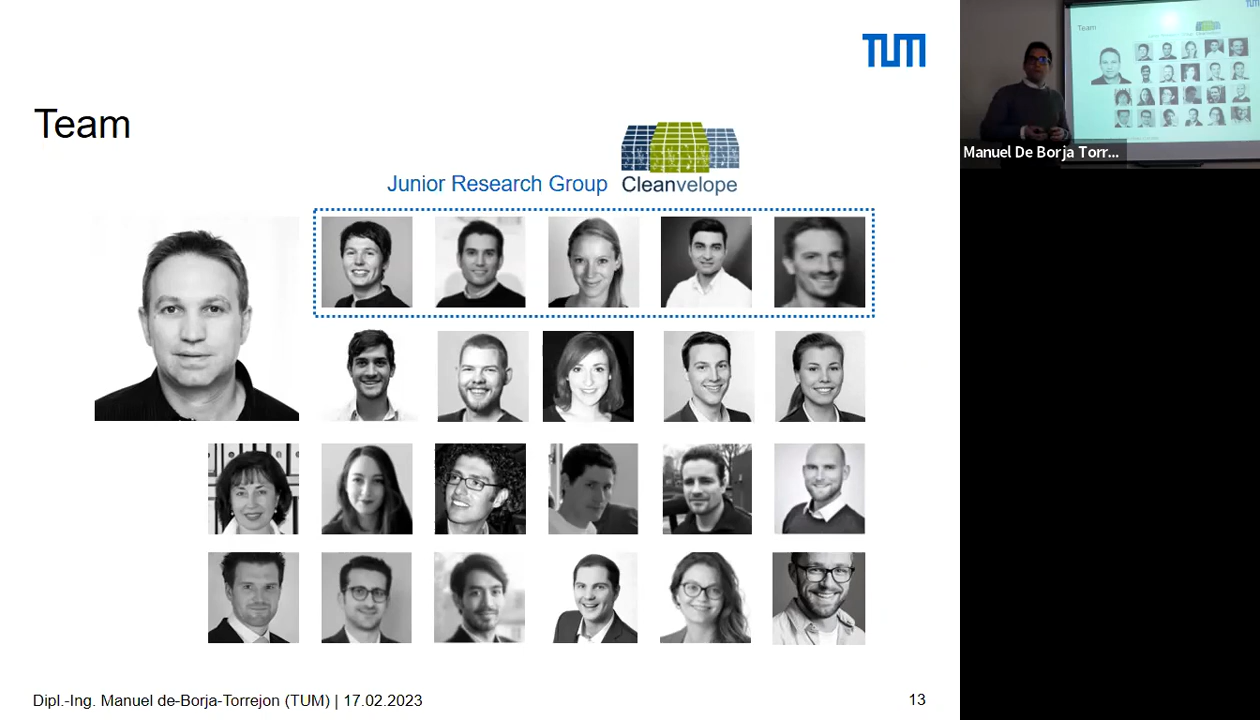 TUM
Team
Junior Research Group
Cleanvelope
Dipl.-Ing. Manuel de-Borja-Torrejon (TUM) | 17.02.2023
13
Team
Manuel De Borja Torr...